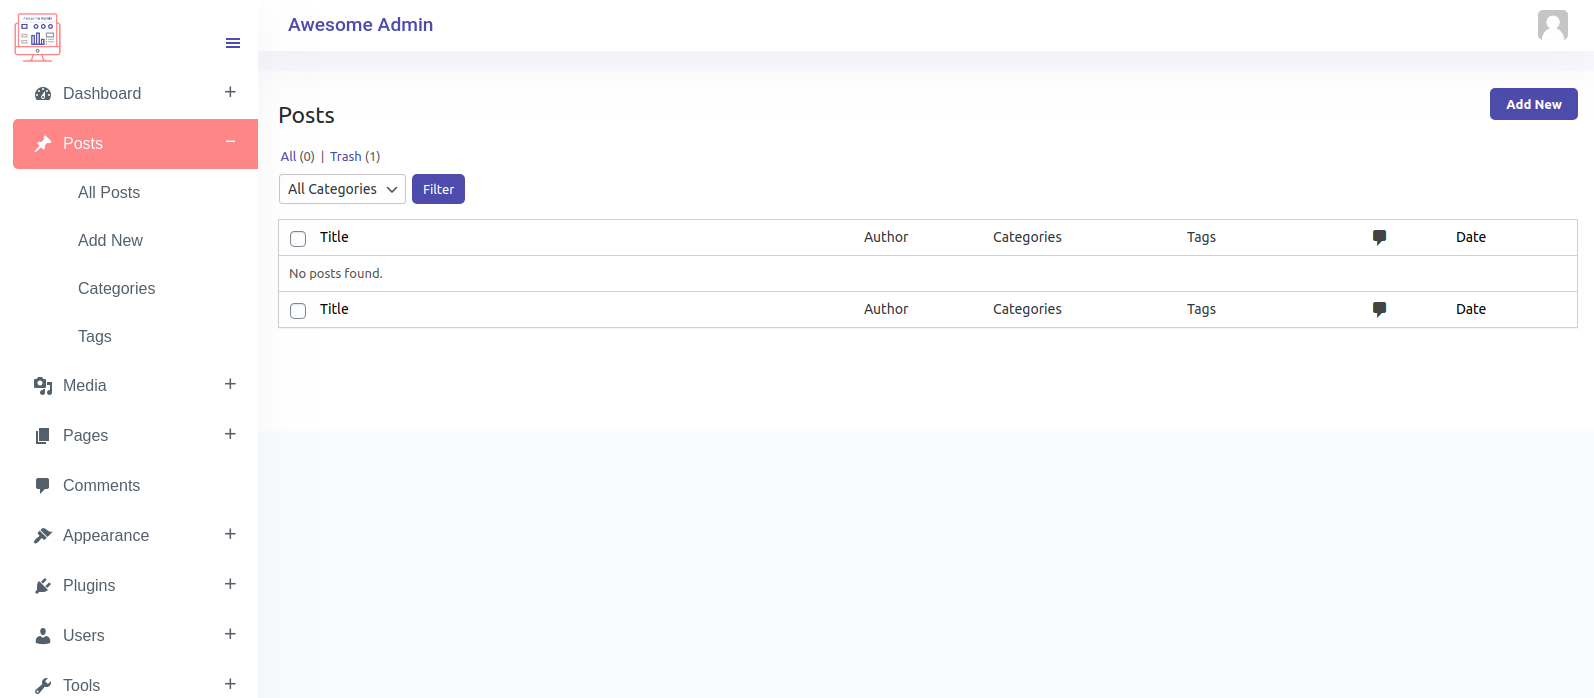 Awesome Admin
Dashboard
Posts
All Posts
Add New
Categories
Tags
Media
Pages
Comments
Appearance
Plugins
Users
Tools
Posts
Add New
All (0) | Trash (1)
All Categories
Filter
Title Author Categories Tags Date
No posts found.
Title Author Categories Tags Date